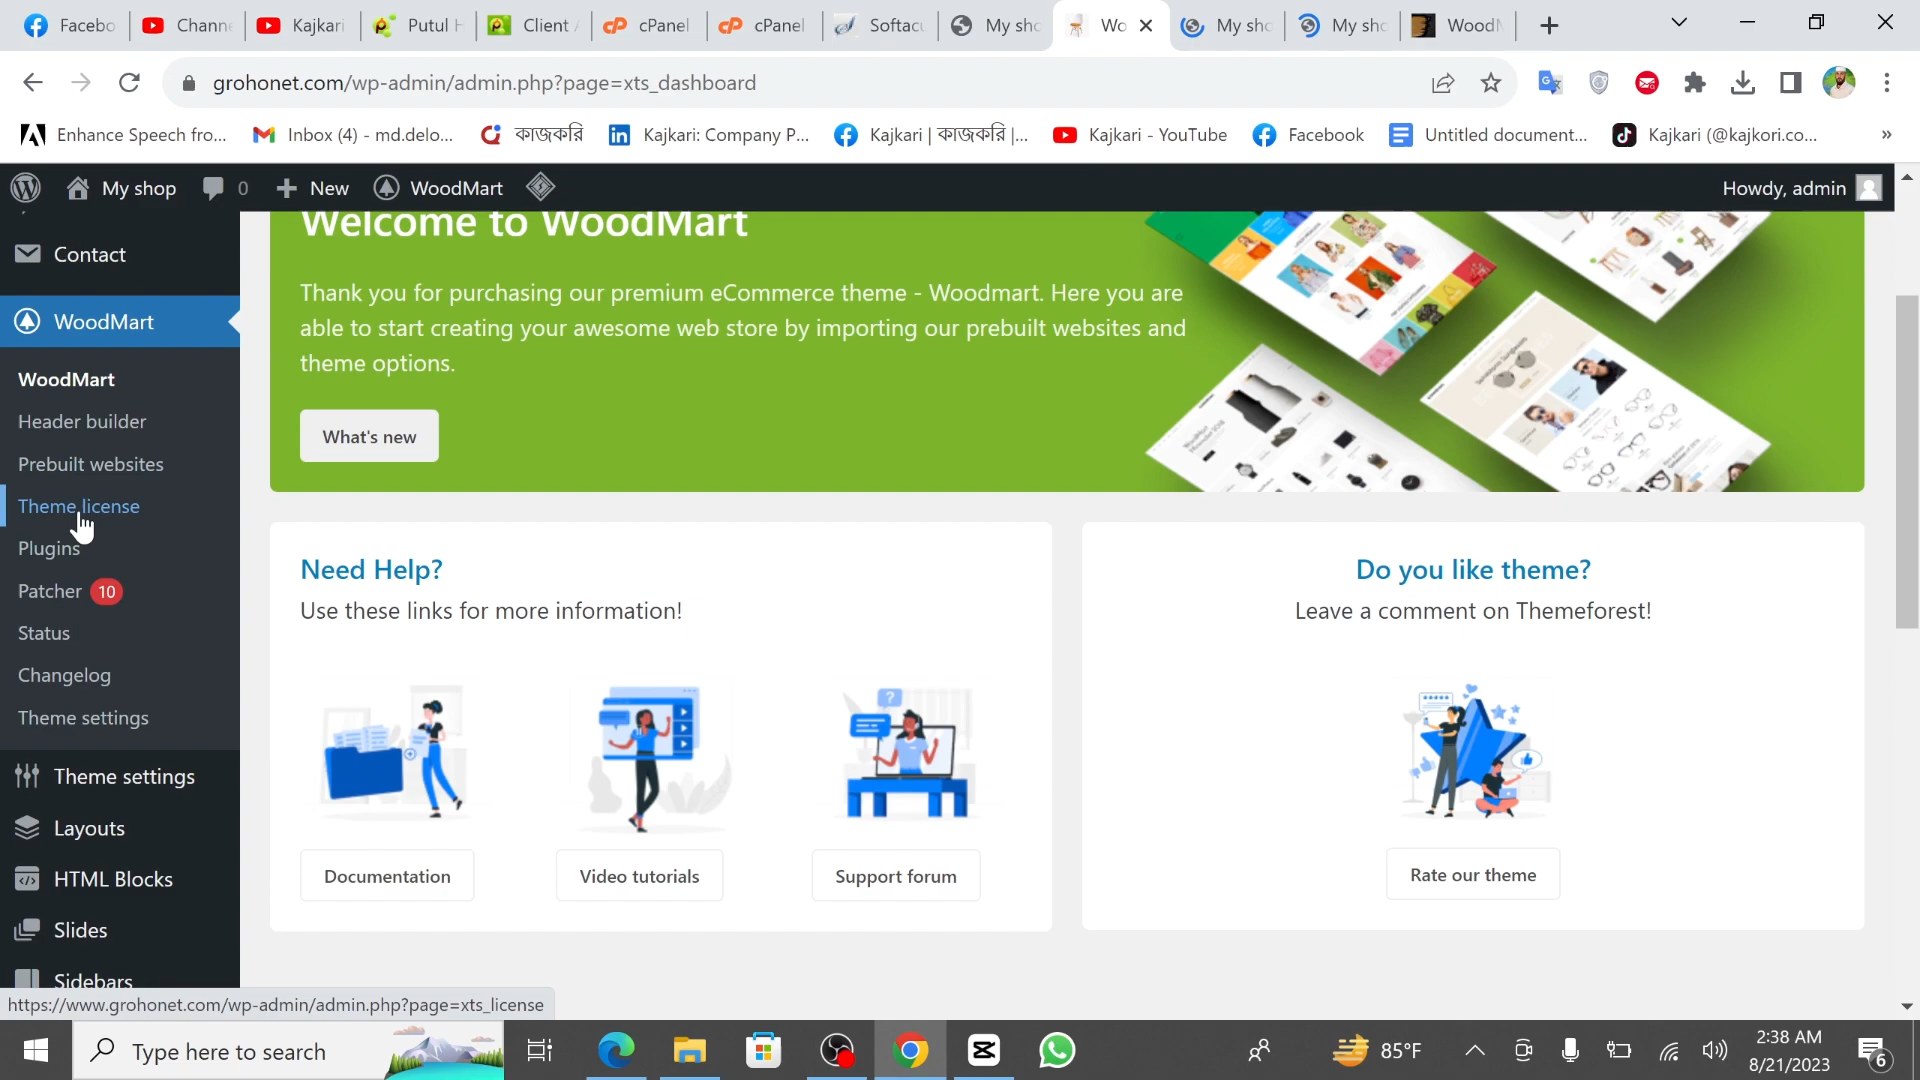 Facebo
Channe
Kajkari
Putul H
Client A
cPanel
cPanel
Softacu
My sho
Wo
My sho
My sho
WoodM
grohonet.com/wp-admin/admin.php?page=xts_dashboard
Enhance Speech fro...
Inbox (4) - md.delo...
কাজকরি
Kajkari: Company P...
Kajkari | কাজকরি |...
Kajkari - YouTube
Facebook
Untitled document...
Kajkari (@kajkori.co...
»
My shop
0
New
WoodMart
Howdy, admin
Contact
WoodMart
WoodMart
Header builder
Prebuilt websites
Theme license
Plugins
Patcher 10
Status
Changelog
Theme settings
Theme settings
Layouts
HTML Blocks
Slides
Sidebars
Welcome to WoodMart
Thank you for purchasing our premium eCommerce theme - Woodmart. Here you are
able to start creating your awesome web store by importing our prebuilt websites and
theme options.
What's new
Need Help?
Use these links for more information!
Documentation
Video tutorials
Support forum
Do you like theme?
Leave a comment on Themeforest!
Rate our theme
https://www.grohonet.com/wp-admin/admin.php?page=xts_license
Type here to search
85°F
2:38 AM
8/21/2023
6